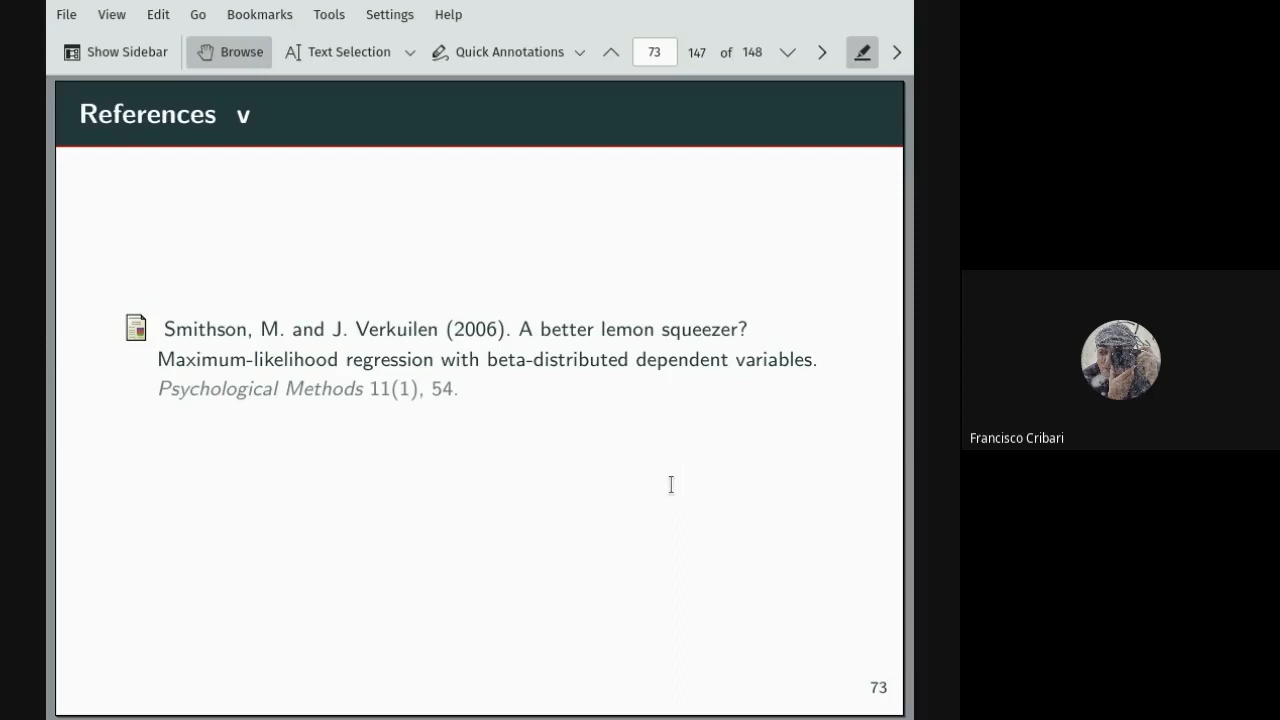 File View Edit Go Bookmarks Tools Settings Help
Show Sidebar Browse Text Selection Quick Annotations 73 147 of 148
References v
Smithson, M. and J. Verkuilen (2006). A better lemon squeezer?
Maximum-likelihood regression with beta-distributed dependent variables.
Psychological Methods 11(1), 54.
Francisco Cribari
73